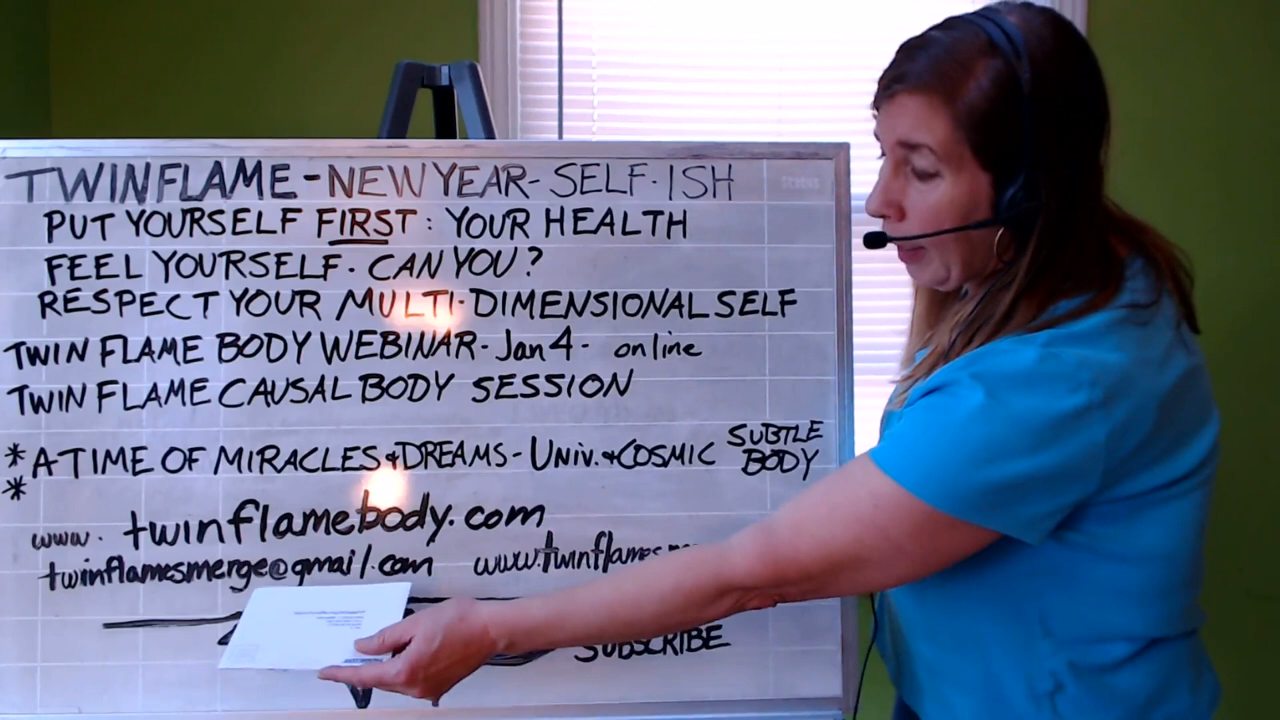 TWINFLAME - NEW YEAR - SELF-ISH
PUT YOURSELF FIRST: YOUR HEALTH
FEEL YOURSELF. CAN YOU?
RESPECT YOUR MULTI-DIMENSIONAL SELF
TWIN FLAME BODY WEBINAR - Jan 4 - online
TWIN FLAME CAUSAL BODY SESSION
* A TIME OF MIRACLES & DREAMS - Univ. & COSMIC SUBTLE BODY
*
www. twinflamebody.com
twinflamesmerge@gmail.com www.twinflames
SUBSCRIBE